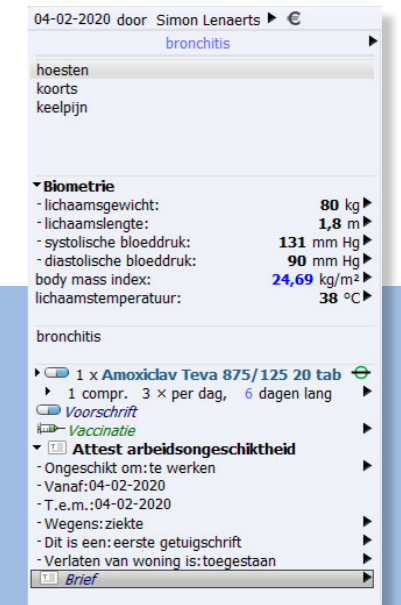 04-02-2020 door Simon Lenaerts €
bronchitis
hoesten
koorts
keelpijn
Biometrie
- lichaamsgewicht: 80 kg
- lichaamslengte: 1,8 m
- systolische bloeddruk: 131 mm Hg
- diastolische bloeddruk: 90 mm Hg
body mass index: 24,69 kg/m²
lichaamstemperatuur: 38 °C
bronchitis
1 x Amoxiclav Teva 875/125 20 tab
1 compr. 3 × per dag, 6 dagen lang
Voorschrift
Vaccinatie
Attest arbeidsongeschiktheid
- Ongeschikt om:te werken
- Vanaf:04-02-2020
- T.e.m.:04-02-2020
- Wegens:ziekte
- Dit is een:eerste getuigschrift
- Verlaten van woning is:toegestaan
Brief